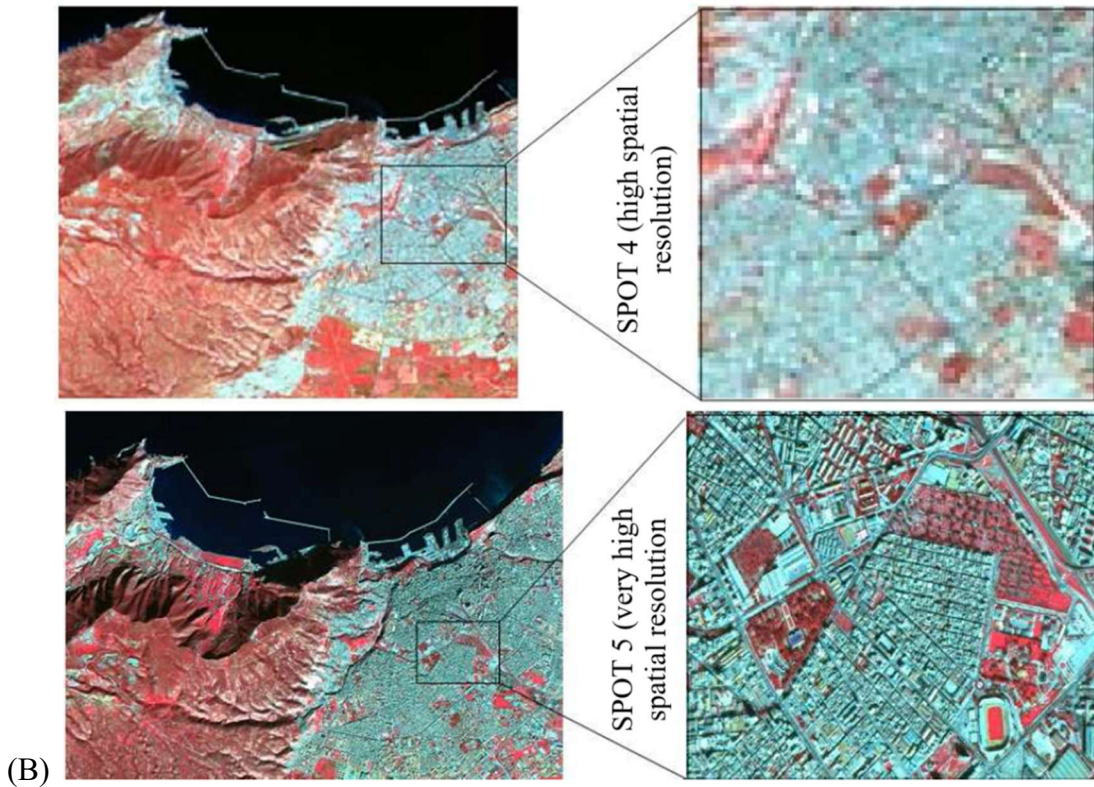 SPOT 4 (high spatial
resolution)
SPOT 5 (very high
spatial resolution
(B)